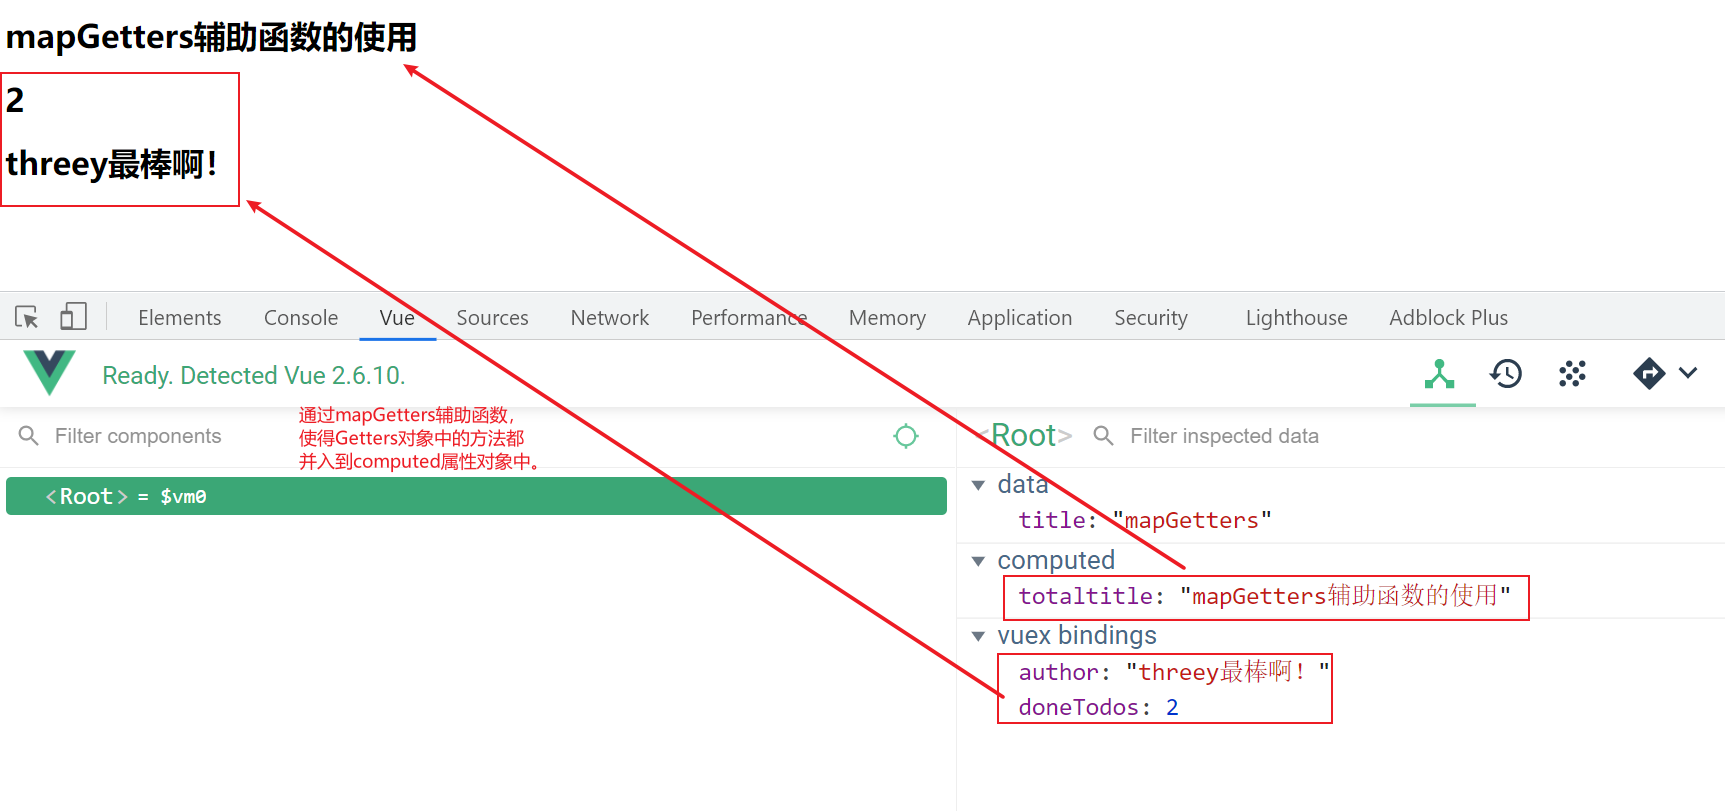 mapGetters辅助函数的使用
2
threey最棒啊！
Elements Console Vue Sources Network Performance Memory Application Security Lighthouse Adblock Plus
Ready. Detected Vue 2.6.10.
通过mapGetters辅助函数，
使得Getters对象中的方法都
并入到computed属性对象中。
Filter components
<Root> = $vm0
<Root> Filter inspected data
data
title: "mapGetters"
computed
totaltitle: "mapGetters辅助函数的使用"
vuex bindings
author: "threey最棒啊！"
doneTodos: 2